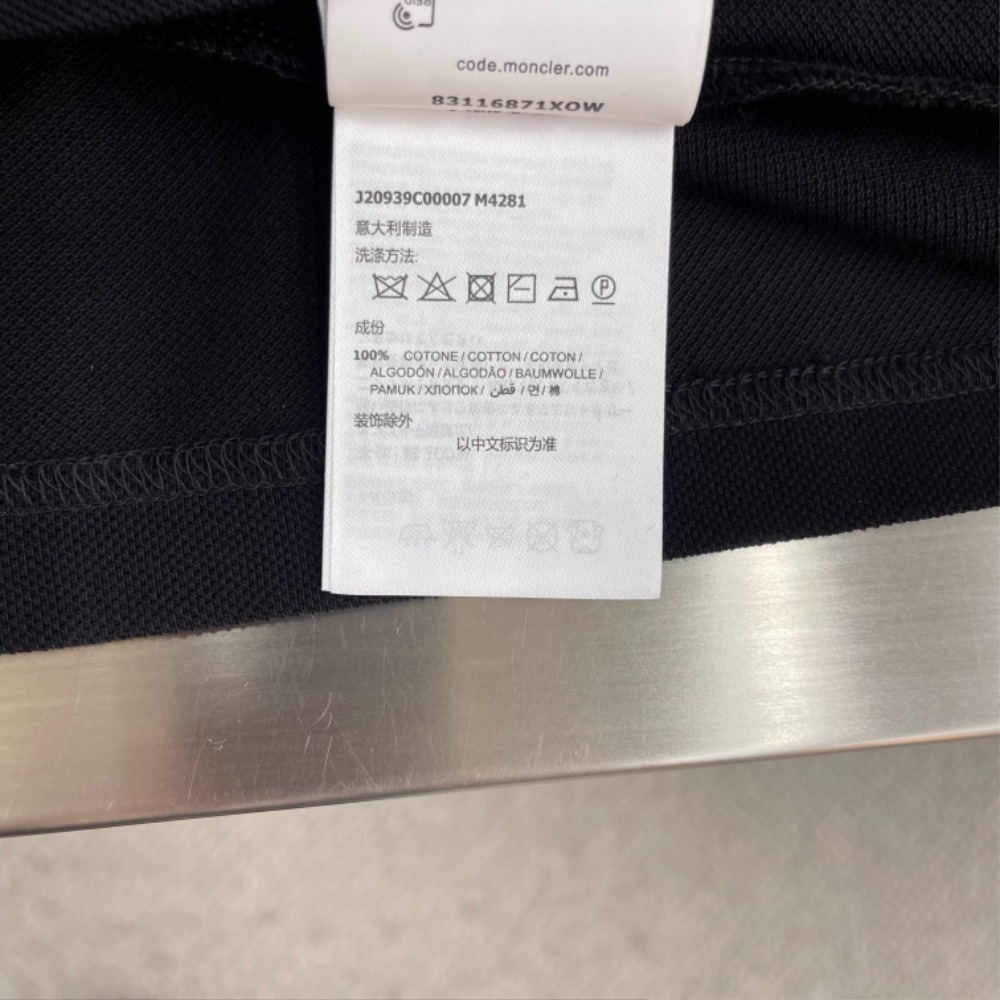 code.moncler.com
83116871XOW
J20939C00007 M4281
意大利制造
洗涤方法:
P
成份
100% COTONE / COTTON / COTON /
ALGODÓN / ALGODÃO / BAUMWOLLE /
PAMUK / ХЛОПОК / قطن / 면 / 棉
装饰除外
以中文标识为准